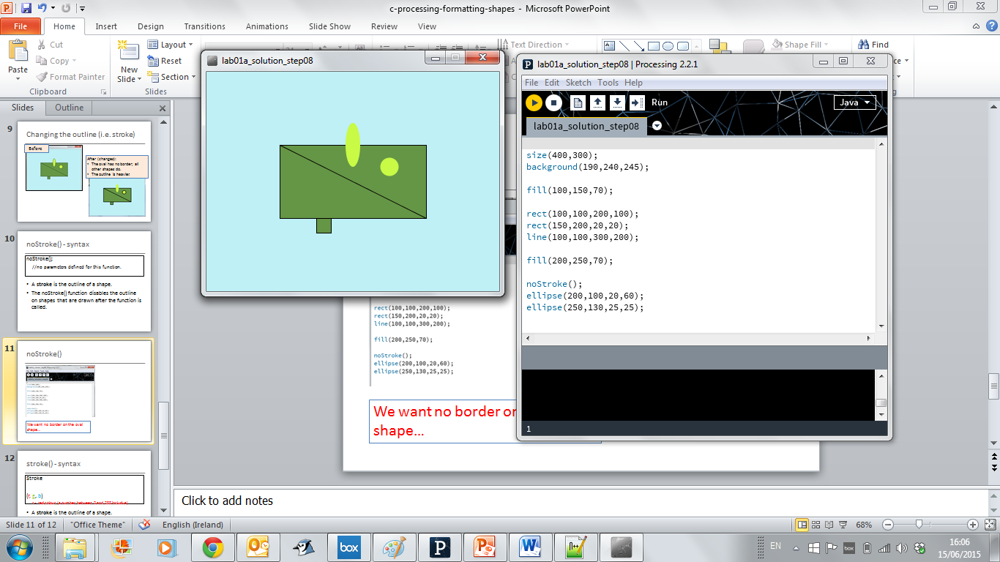 c-processing-formatting-shapes - Microsoft PowerPoint
File Home Insert Design Transitions Animations Slide Show Review View
Paste
Cut
Copy
Format Painter
Clipboard
New Slide
Layout
Reset
Section
Slides
Text Direction
Shape Fill
Find
Slides Outline
9
Changing the outline (i.e. stroke)
Before
After (changes):
• The oval has no border; all other shapes do.
• The outline is heavier.
10
noStroke() - syntax
noStroke();
//no parameters defined for this function.
• A stroke is the outline of a shape.
• The noStroke() function disables the outline on shapes that are drawn after the function is called.
11
noStroke()
We want no border on the oval shape...
12
stroke() - syntax
Stroke
(r, g, b)
• A stroke is the outline of a shape.
lab01a_solution_step08
rect(100,100,200,100);
rect(150,200,20,20);
line(100,100,300,200);
fill(200,250,70);
noStroke();
ellipse(200,100,20,60);
ellipse(250,130,25,25);
We want no border on
shape...
lab01a_solution_step08 | Processing 2.2.1
File Edit Sketch Tools Help
Run
Java
lab01a_solution_step08
size(400,300);
background(190,240,245);
fill(100,150,70);
rect(100,100,200,100);
rect(150,200,20,20);
line(100,100,300,200);
fill(200,250,70);
noStroke();
ellipse(200,100,20,60);
ellipse(250,130,25,25);
1
Click to add notes
Slide 11 of 12 "Office Theme" English (Ireland) 68%
box
EN
16:06
15/06/2015